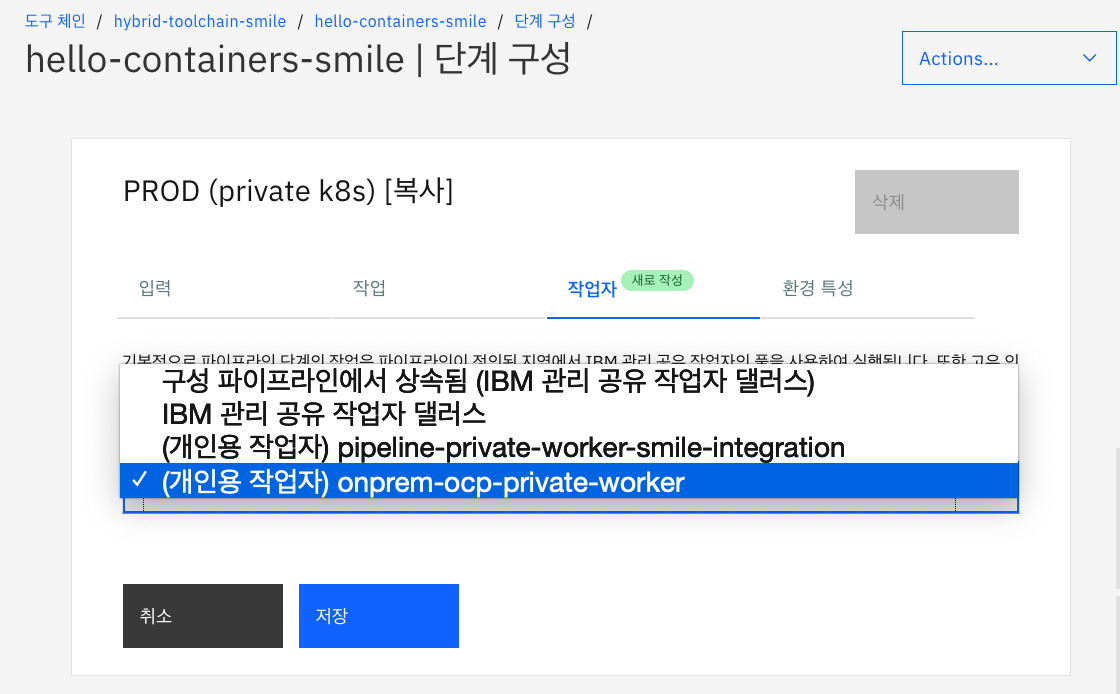 도구 체인 / hybrid-toolchain-smile / hello-containers-smile / 단계 구성 /
hello-containers-smile | 단계 구성
Actions...
PROD (private k8s) [복사]
삭제
입력
작업
작업자
새로 작성
환경 특성
기본적으로 파이프라인 단계의 작업은 파이프라인이 정의된 지역에서 IBM 관리 공유 작업자의 풀을 사용하여 실행됩니다. 또한 고유 인
구성 파이프라인에서 상속됨 (IBM 관리 공유 작업자 댈러스)
IBM 관리 공유 작업자 댈러스
(개인용 작업자) pipeline-private-worker-smile-integration
✓ (개인용 작업자) onprem-ocp-private-worker
취소
저장